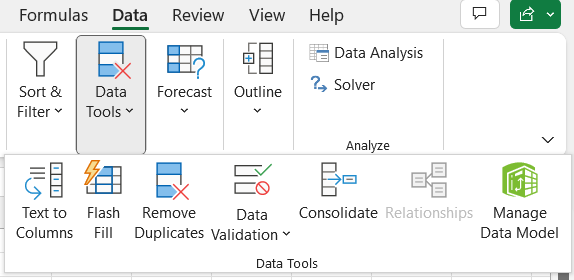 Formulas Data Review View Help
Sort & Filter
Data Tools
Forecast
Outline
Data Analysis
Solver
Analyze
Text to Columns
Flash Fill
Remove Duplicates
Data Validation
Consolidate
Relationships
Manage Data Model
Data Tools